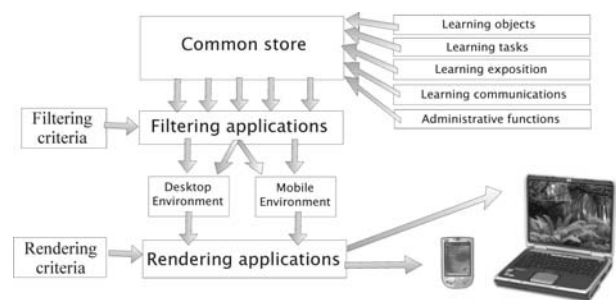 Common store
Learning objects
Learning tasks
Learning exposition
Learning communications
Administrative functions
Filtering
criteria
Filtering applications
Desktop
Environment
Mobile
Environment
Rendering
criteria
Rendering applications